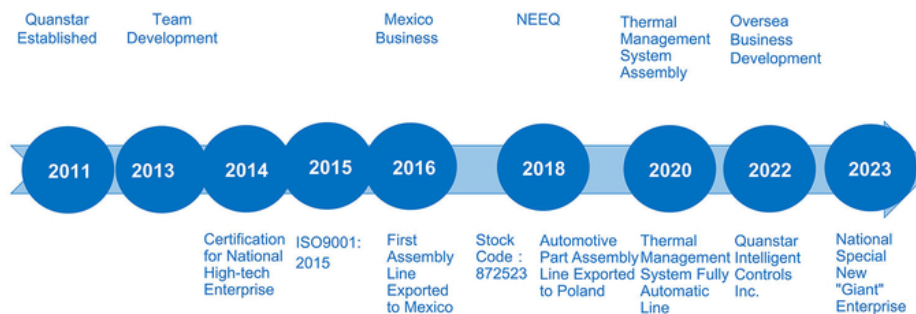 Quanstar
Established
Team
Development
Mexico
Business
NEEQ
Thermal
Management
System
Assembly
Oversea
Business
Development
2011
2013
2014
2015
2016
2018
2020
2022
2023
Certification
for National
High-tech
Enterprise
ISO9001:
2015
First
Assembly
Line
Exported
to Mexico
Stock
Code :
872523
Automotive
Part Assembly
Line Exported
to Poland
Thermal
Management
System Fully
Automatic
Line
Quanstar
Intelligent
Controls
Inc.
National
Special
New
"Giant"
Enterprise